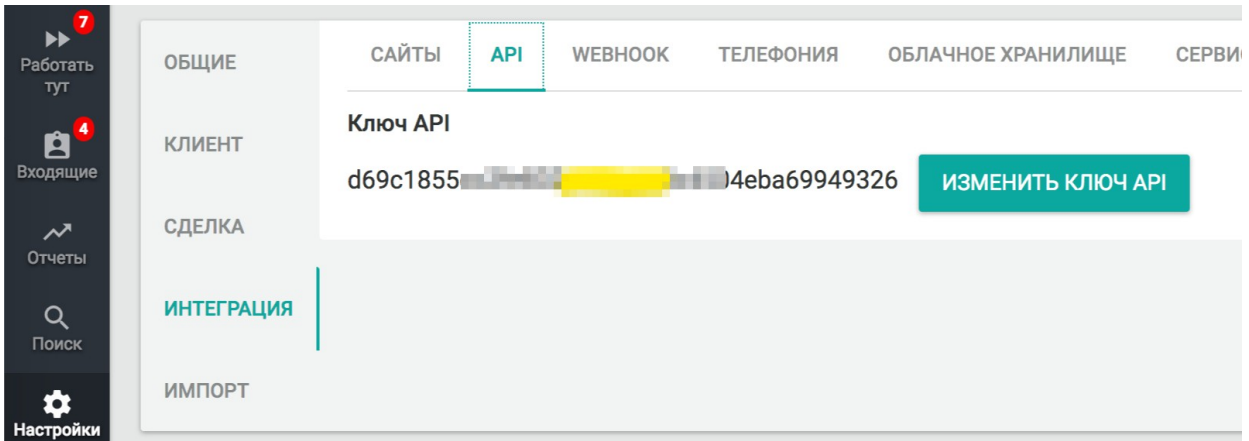 7
Работать
тут
4
Входящие
Отчеты
Поиск
Настройки
ОБЩИЕ
КЛИЕНТ
СДЕЛКА
ИНТЕГРАЦИЯ
ИМПОРТ
САЙТЫ API WEBHOOK ТЕЛЕФОНИЯ ОБЛАЧНОЕ ХРАНИЛИЩЕ
Ключ API
d69c1855 4eba69949326 ИЗМЕНИТЬ КЛЮЧ API